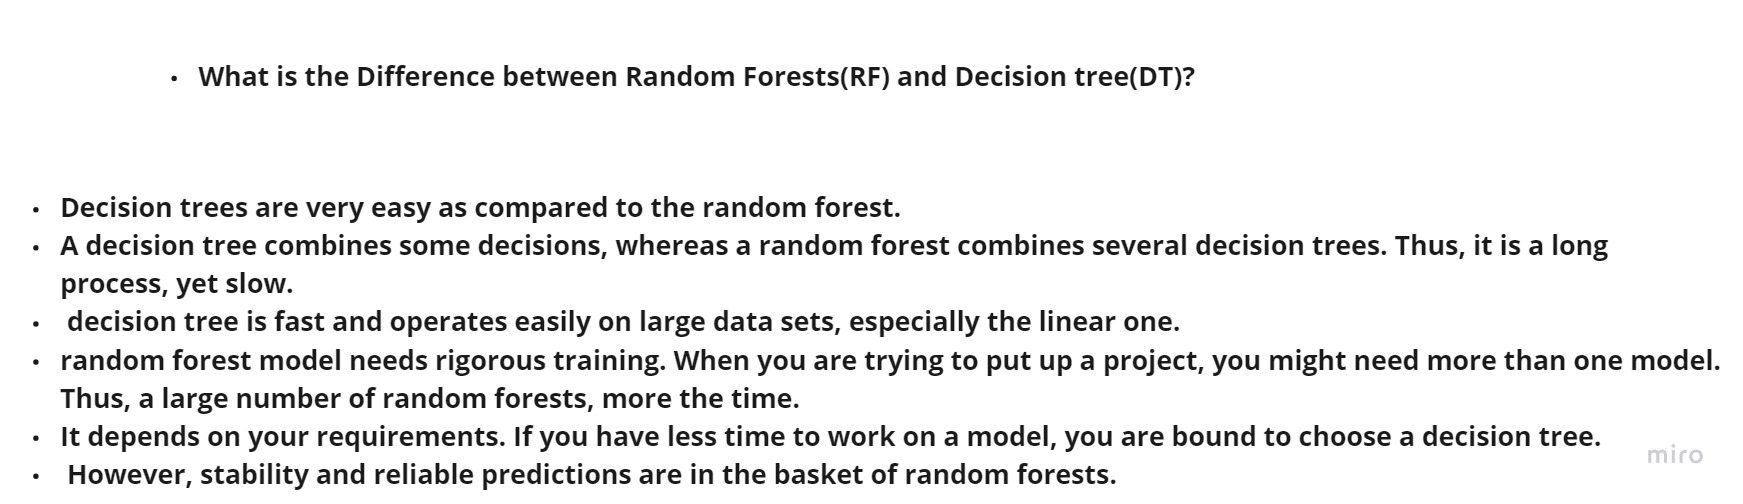 • What is the Difference between Random Forests(RF) and Decision tree(DT)?
• Decision trees are very easy as compared to the random forest.
• A decision tree combines some decisions, whereas a random forest combines several decision trees. Thus, it is a long
process, yet slow.
• decision tree is fast and operates easily on large data sets, especially the linear one.
• random forest model needs rigorous training. When you are trying to put up a project, you might need more than one model.
Thus, a large number of random forests, more the time.
• It depends on your requirements. If you have less time to work on a model, you are bound to choose a decision tree.
• However, stability and reliable predictions are in the basket of random forests.
miro